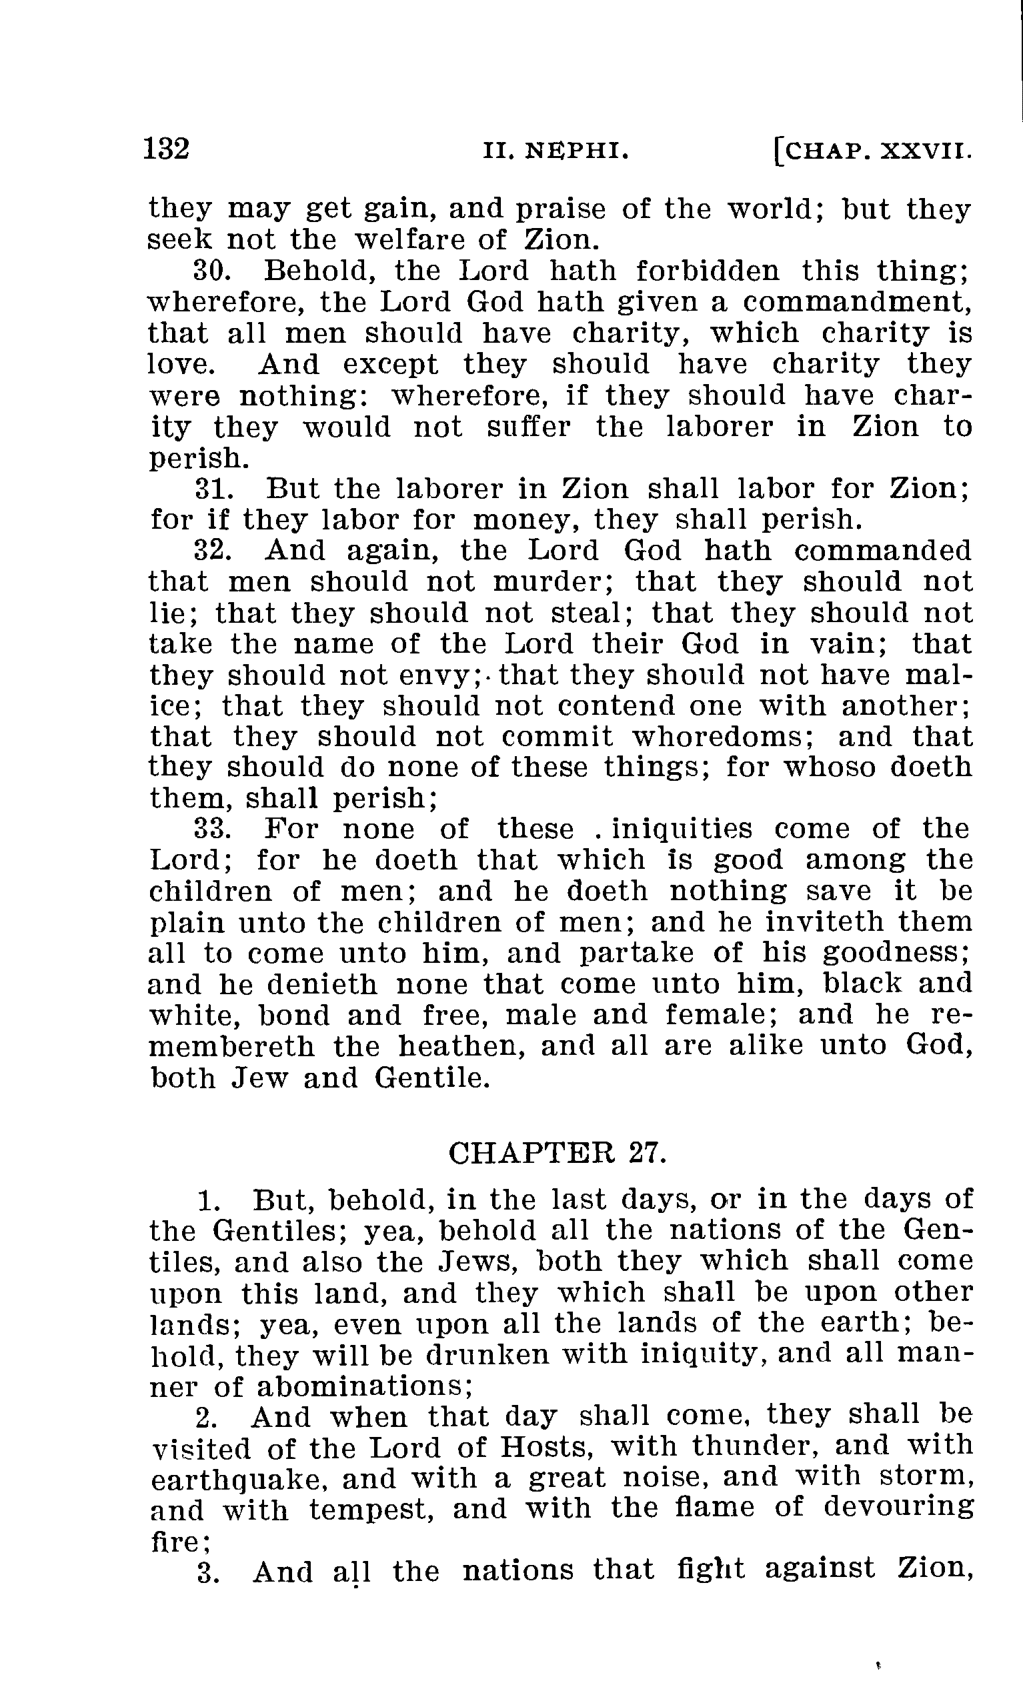 132 II. NEPHI. [CHAP. XXVII.
they may get gain, and praise of the world; but they
seek not the welfare of Zion.
30. Behold, the Lord hath forbidden this thing;
wherefore, the Lord God hath given a commandment,
that all men should have charity, which charity is
love. And except they should have charity they
were nothing: wherefore, if they should have char-
ity they would not suffer the laborer in Zion to
perish.
31. But the laborer in Zion shall labor for Zion;
for if they labor for money, they shall perish.
32. And again, the Lord God hath commanded
that men should not murder; that they should not
lie; that they should not steal; that they should not
take the name of the Lord their God in vain; that
they should not envy; that they should not have mal-
ice; that they should not contend one with another;
that they should not commit whoredoms; and that
they should do none of these things; for whoso doeth
them, shall perish;
33. For none of these . iniquities come of the
Lord; for he doeth that which is good among the
children of men; and he doeth nothing save it be
plain unto the children of men; and he inviteth them
all to come unto him, and partake of his goodness;
and he denieth none that come unto him, black and
white, bond and free, male and female; and he re-
membereth the heathen, and all are alike unto God,
both Jew and Gentile.
CHAPTER 27.
1. But, behold, in the last days, or in the days of
the Gentiles; yea, behold all the nations of the Gen-
tiles, and also the Jews, both they which shall come
upon this land, and they which shall be upon other
lands; yea, even upon all the lands of the earth; be-
hold, they will be drunken with iniquity, and all man-
ner of abominations;
2. And when that day shall come, they shall be
visited of the Lord of Hosts, with thunder, and with
earthquake, and with a great noise, and with storm,
and with tempest, and with the flame of devouring
fire;
3. And all the nations that fight against Zion,